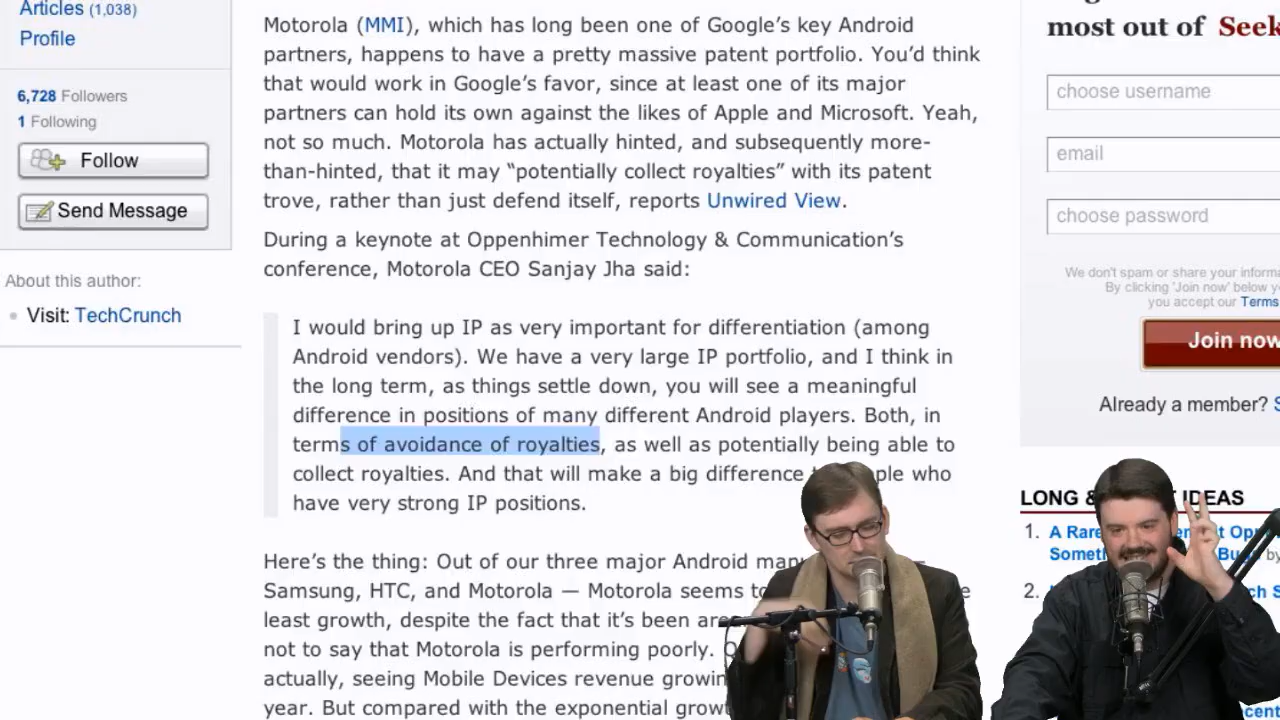 Articles (1,038)
Profile
6,728 Followers
1 Following
Follow
Send Message
About this author:
Visit: TechCrunch
Motorola (MMI), which has long been one of Google’s key Android
partners, happens to have a pretty massive patent portfolio. You’d think
that would work in Google’s favor, since at least one of its major
partners can hold its own against the likes of Apple and Microsoft. Yeah,
not so much. Motorola has actually hinted, and subsequently more-
than-hinted, that it may “potentially collect royalties” with its patent
trove, rather than just defend itself, reports Unwired View.
During a keynote at Oppenhimer Technology & Communication’s
conference, Motorola CEO Sanjay Jha said:
I would bring up IP as very important for differentiation (among
Android vendors). We have a very large IP portfolio, and I think in
the long term, as things settle down, you will see a meaningful
difference in positions of many different Android players. Both, in
terms of avoidance of royalties, as well as potentially being able to
collect royalties. And that will make a big difference who
have very strong IP positions.
Here’s the thing: Out of our three major Android
Samsung, HTC, and Motorola — Motorola seems
least growth, despite the fact that it’s been
not to say that Motorola is performing poorly.
actually, seeing Mobile Devices revenue
year. But compared with the exponential
most out of Seek
choose username
email
choose password
We don't spam or share your
By clicking 'Join now' below
you accept our Terms
Join now
Already a member?
LONG & IDEAS
1. A
2.